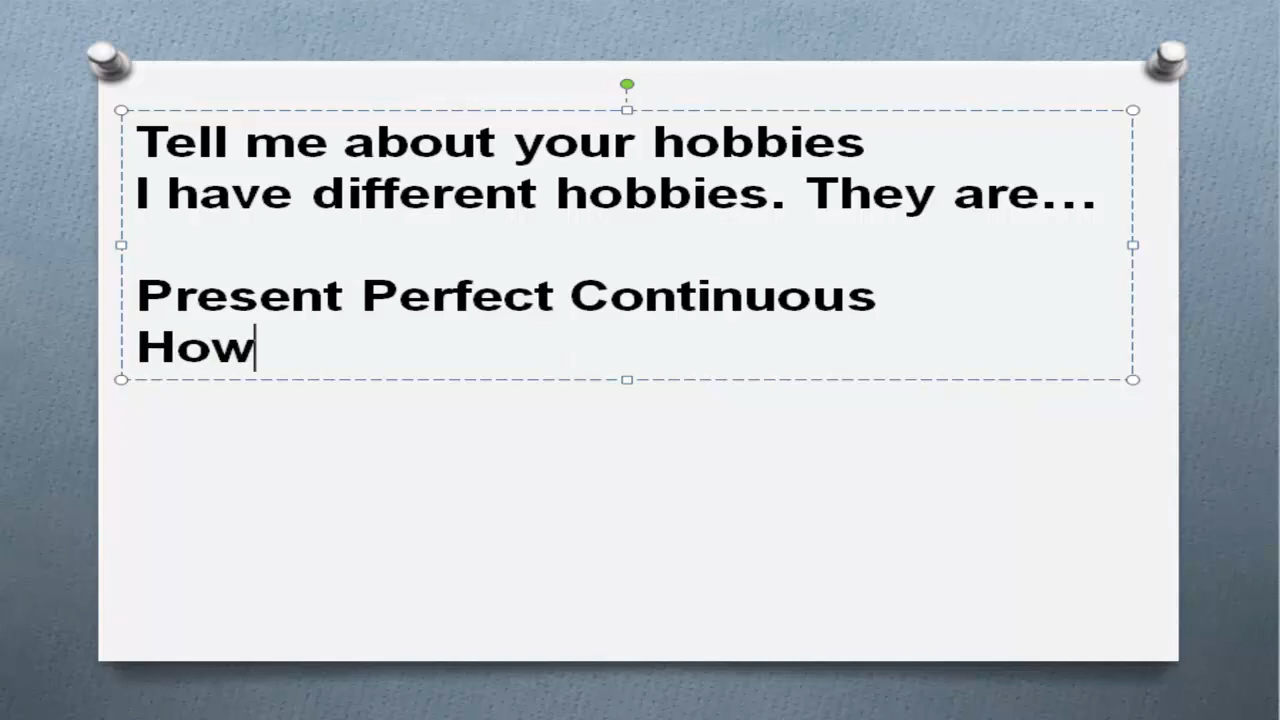 Tell me about your hobbies
I have different hobbies. They are…
Present Perfect Continuous
How